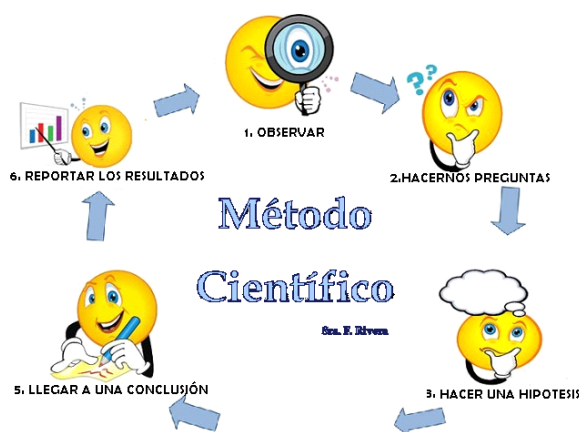 1. OBSERVAR
2.HACERNOS PREGUNTAS
3. HACER UNA HIPOTESIS
5. LLEGAR A UNA CONCLUSIÓN
6. REPORTAR LOS RESULTADOS
Método
Científico
Sra. F. Rivera